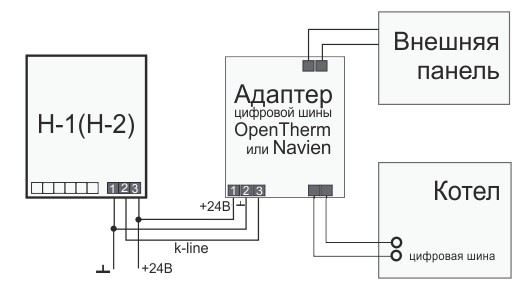 Внешняя
панель
Н-1(Н-2)
Адаптер
цифровой шины
OpenTherm
или Navien
1 2 3
1 2 3
Котел
+24В
k-line
цифровая шина
+24В